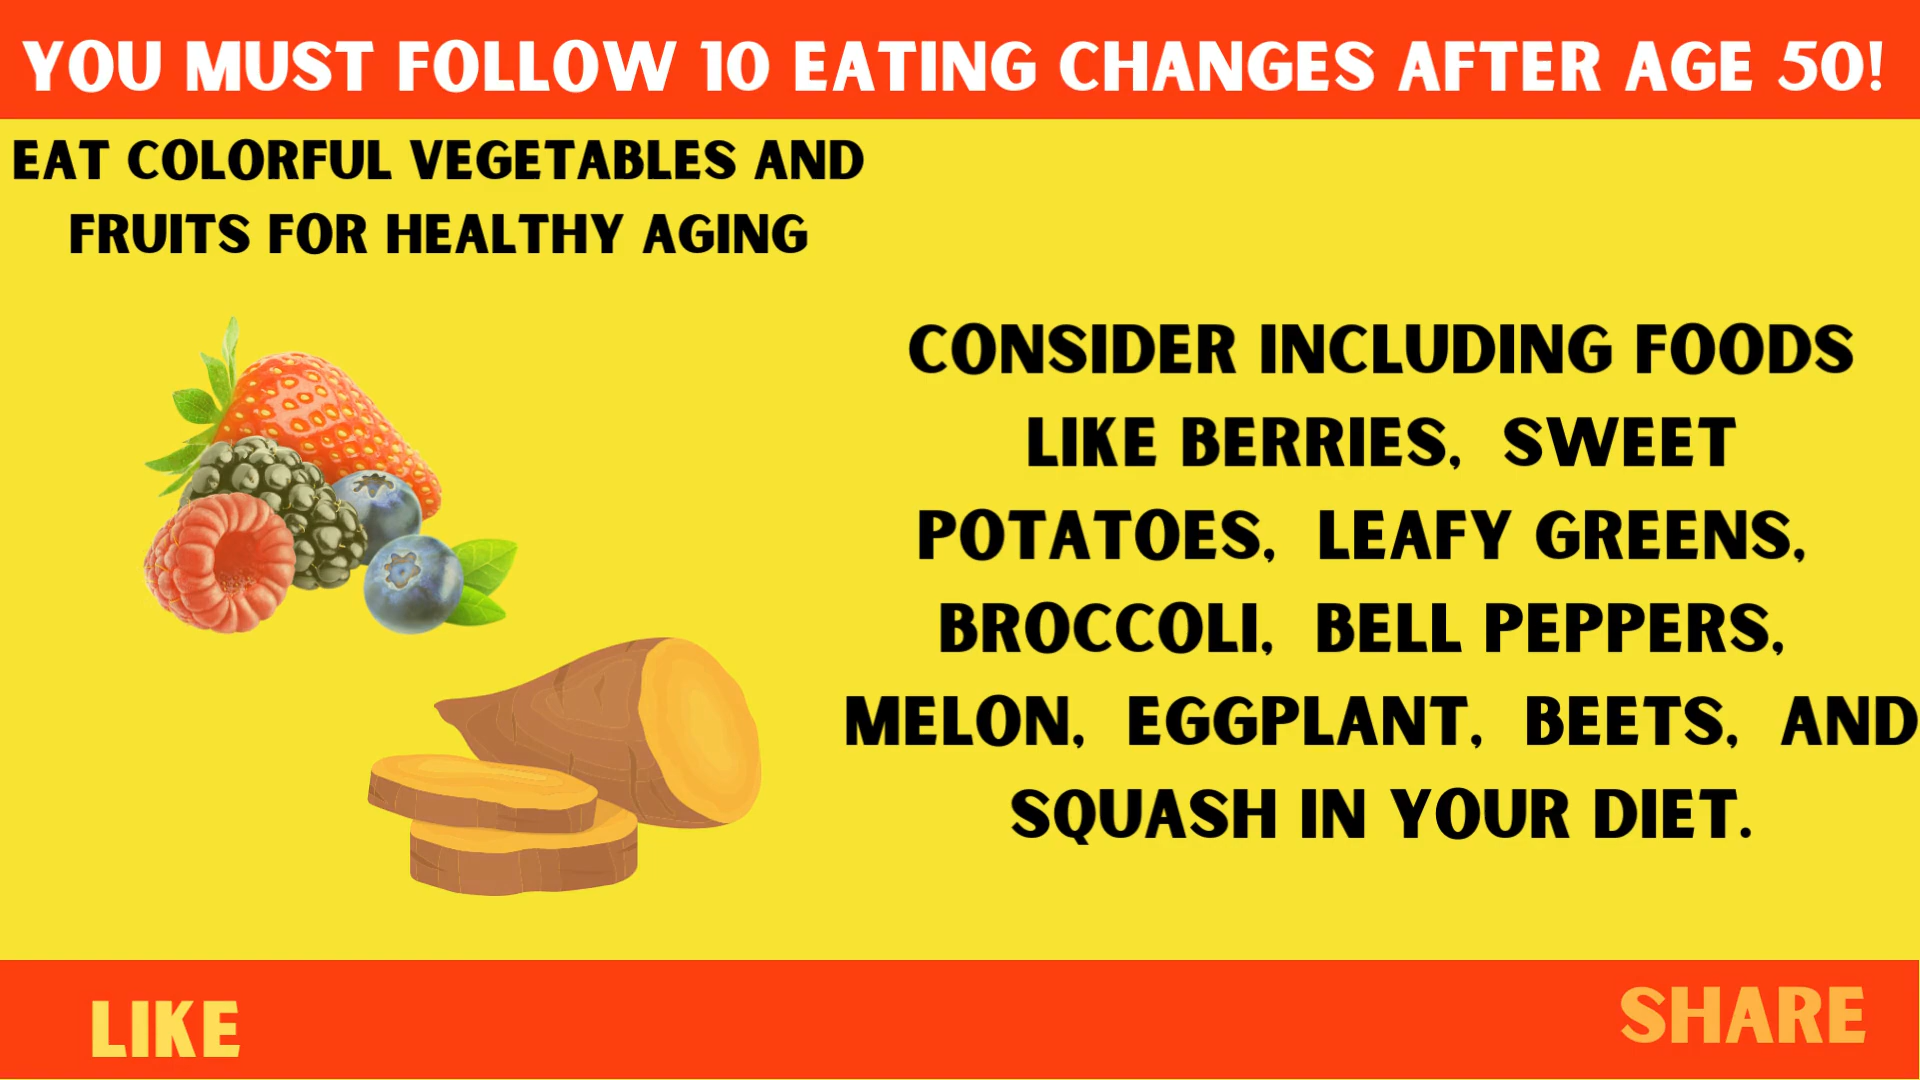 YOU MUST FOLLOW 10 EATING CHANGES AFTER AGE 50!
EAT COLORFUL VEGETABLES AND
FRUITS FOR HEALTHY AGING
CONSIDER INCLUDING FOODS
LIKE BERRIES, SWEET
POTATOES, LEAFY GREENS,
BROCCOLI, BELL PEPPERS,
MELON, EGGPLANT, BEETS, AND
SQUASH IN YOUR DIET.
LIKE
SHARE